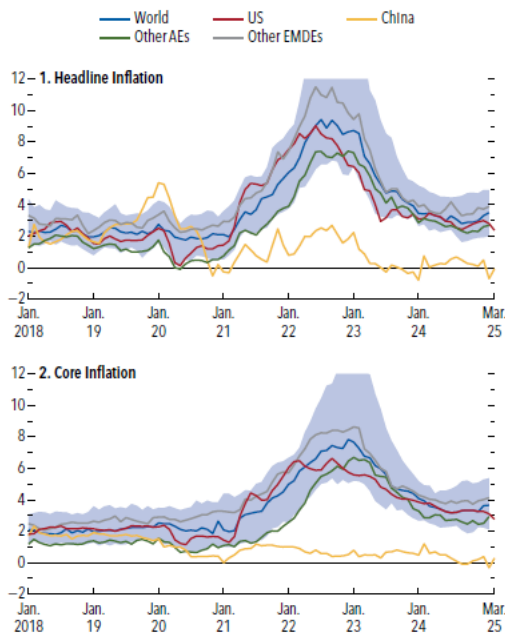 World US China
Other AEs Other EMDEs
12 1. Headline Inflation
10
8
6
4
2
0
−2
Jan. Jan. Jan. Jan. Jan. Jan. Jan. Mar.
2018 19 20 21 22 23 24 25
12 2. Core Inflation
10
8
6
4
2
0
−2
Jan. Jan. Jan. Jan. Jan. Jan. Jan. Mar.
2018 19 20 21 22 23 24 25